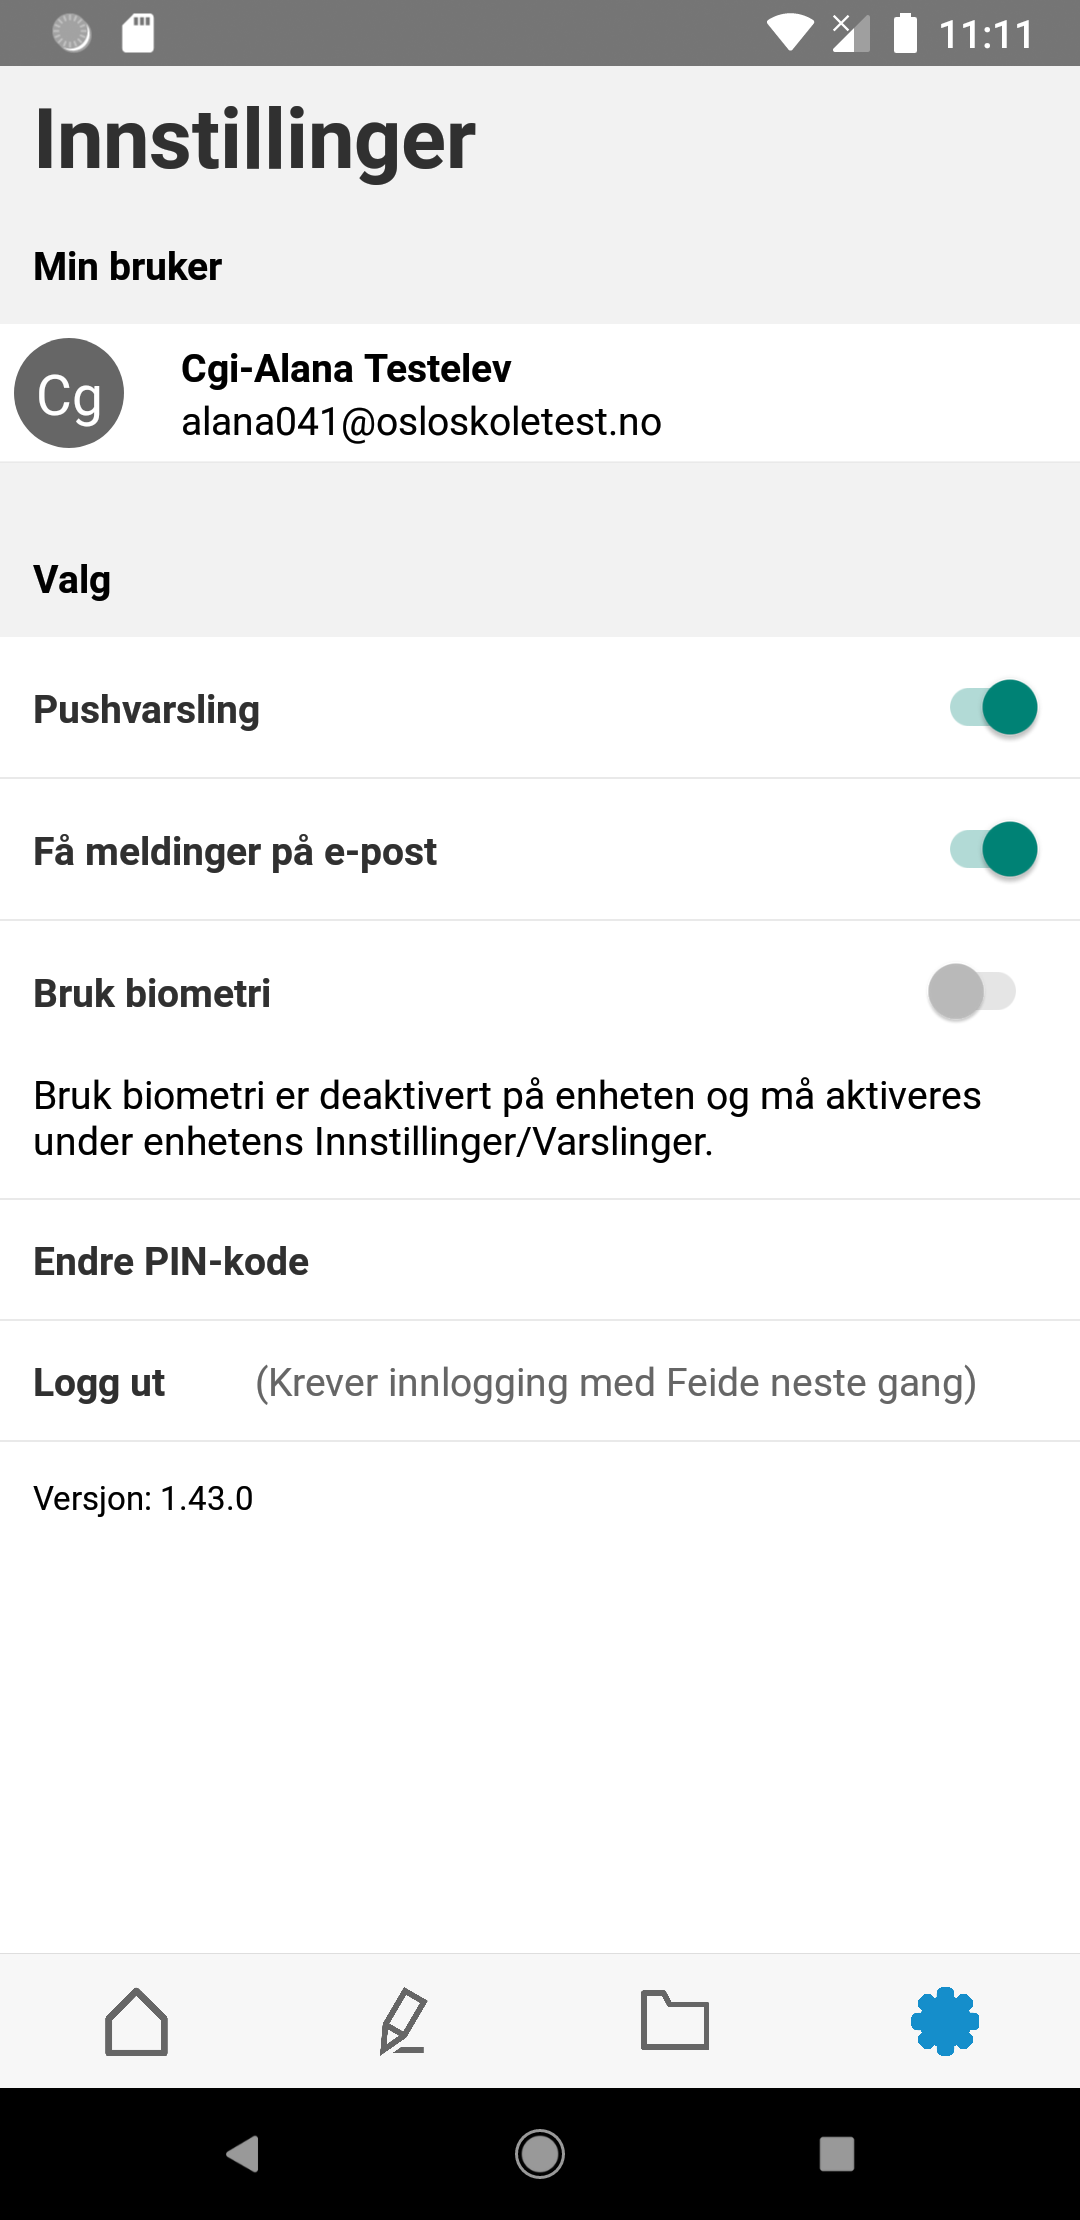 11:11
Innstillinger
Min bruker
Cg
Cgi-Alana Testelev
alana041@osloskoletest.no
Valg
Pushvarsling
Få meldinger på e-post
Bruk biometri
Bruk biometri er deaktivert på enheten og må aktiveres
under enhetens Innstillinger/Varslinger.
Endre PIN-kode
Logg ut (Krever innlogging med Feide neste gang)
Versjon: 1.43.0